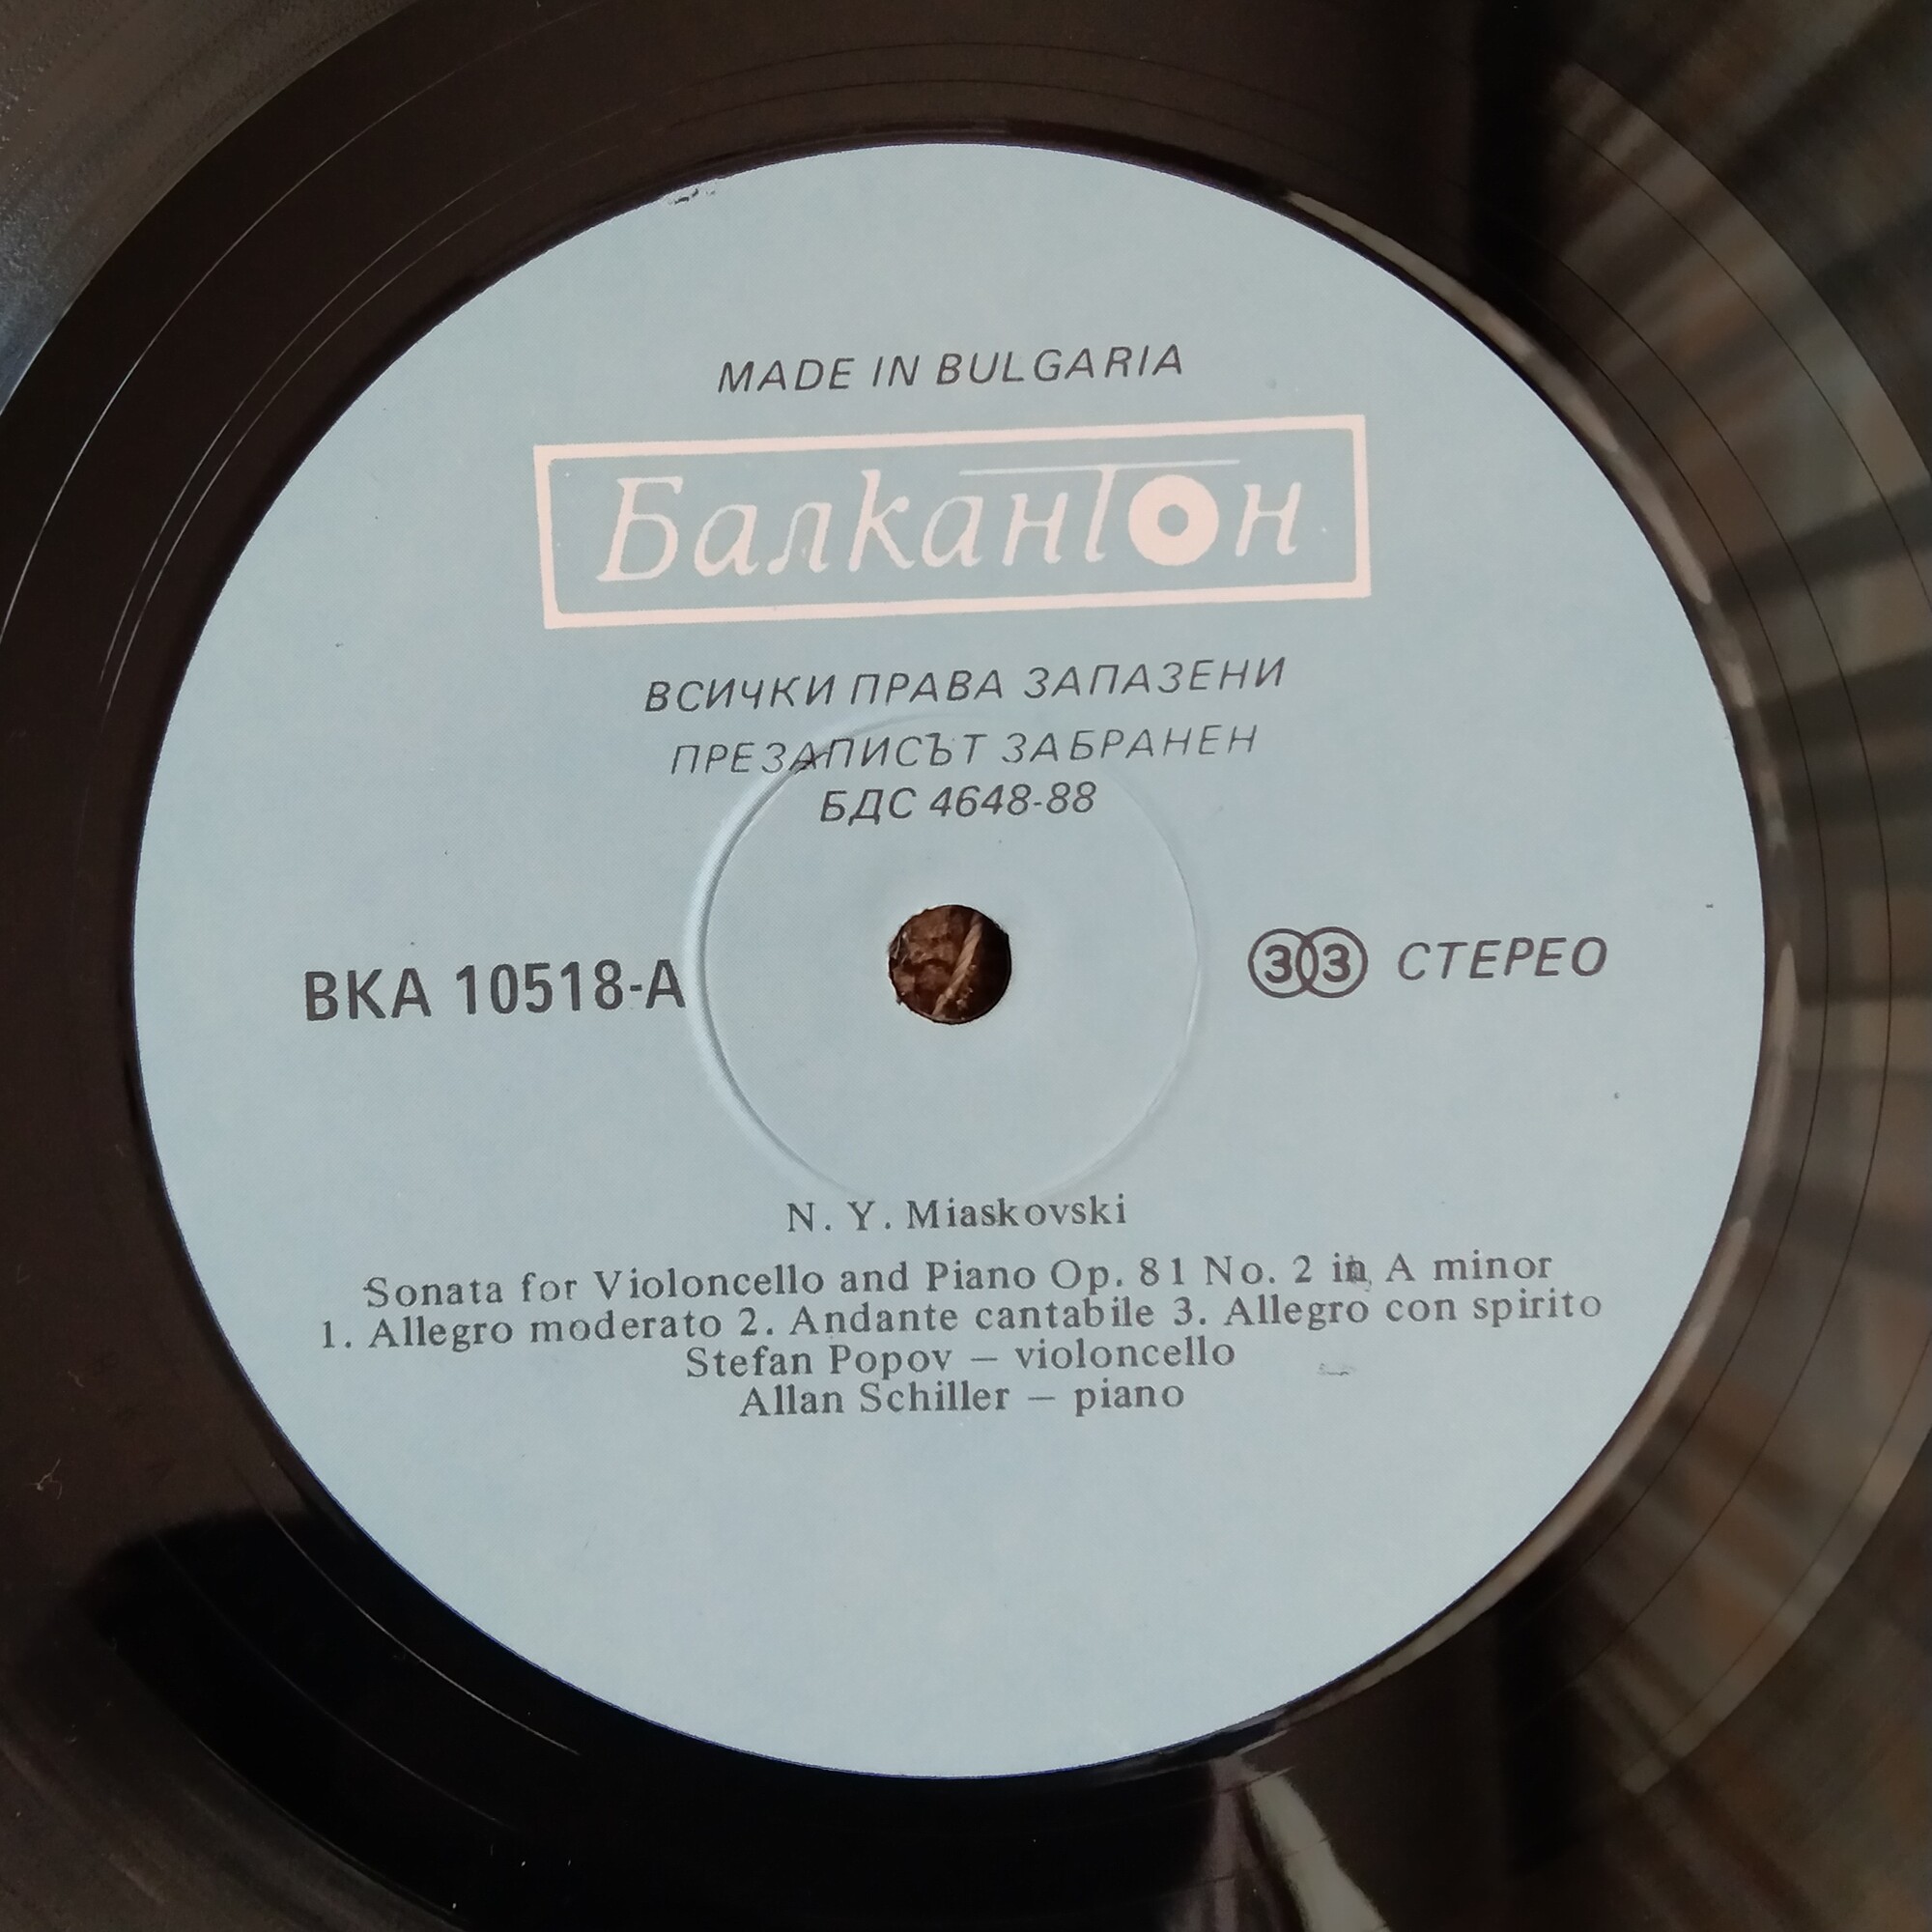 MADE IN BULGARIA
Балкантон
ВСИЧКИ ПРАВА ЗАПАЗЕНИ
ПРЕЗАПИСЪТ ЗАБРАНЕН
БДС 4648-88
ВКА 10518-А
33 СТЕРЕО
N. Y. Miaskovski
Sonata for Violoncello and Piano Op. 81 No. 2 in A minor
1. Allegro moderato 2. Andante cantabile 3. Allegro con spirito
Stefan Popov — violoncello
Allan Schiller — piano